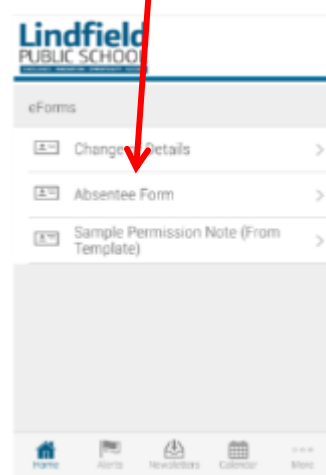 Lindfield
PUBLIC SCHOOL
eForms
Change Details
Absentee Form
Sample Permission Note (From
Template)
Home
Alerts
Newsletters
Calendar
More